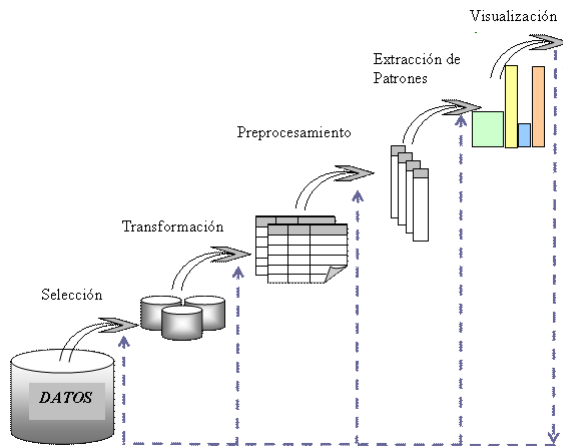 Visualización
Extracción de
Patrones
Preprocesamiento
Transformación
Selección
DATOS